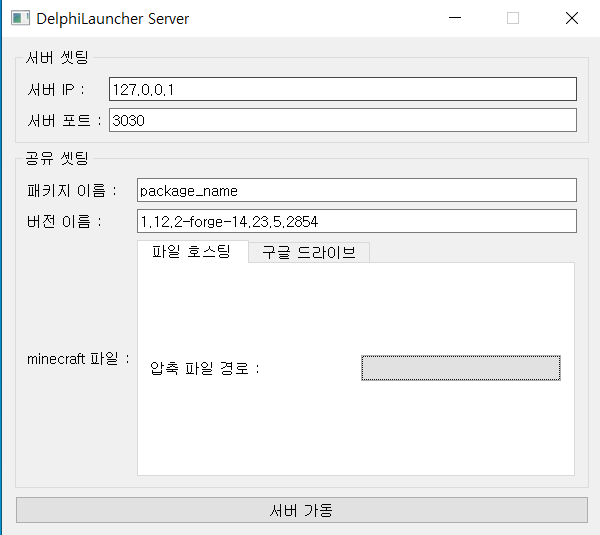 DelphiLauncher Server
서버 셋팅
서버 IP : 127.0.0.1
서버 포트 : 3030
공유 셋팅
패키지 이름 : package_name
버전 이름 : 1.12.2-forge-14.23.5.2854
파일 호스팅 구글 드라이브
minecraft 파일 :
압축 파일 경로 :
서버 가동